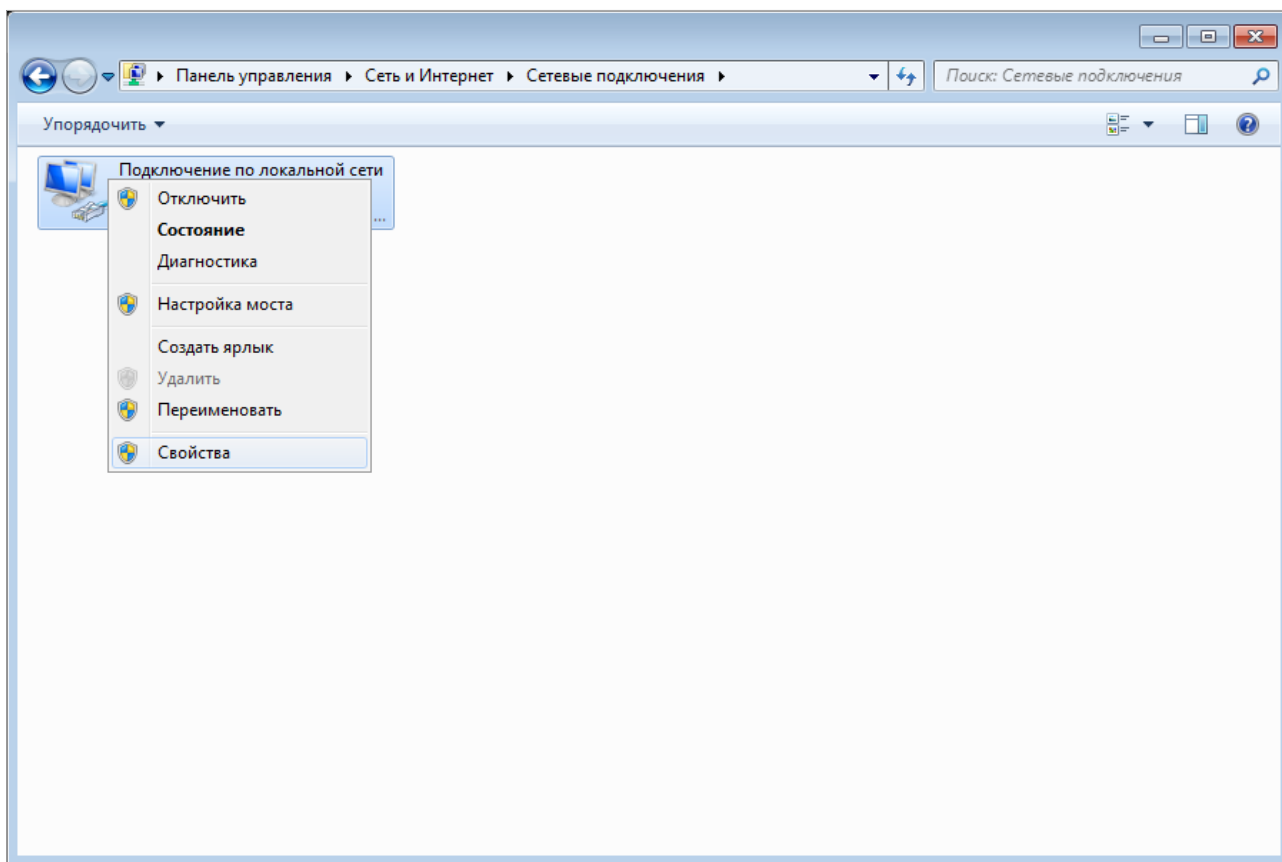 Панель управления Сеть и Интернет Сетевые подключения Поиск: Сетевые подключения
Упорядочить
Подключение по локальной сети
...
Отключить
Состояние
Диагностика
Настройка моста
Создать ярлык
Удалить
Переименовать
Свойства